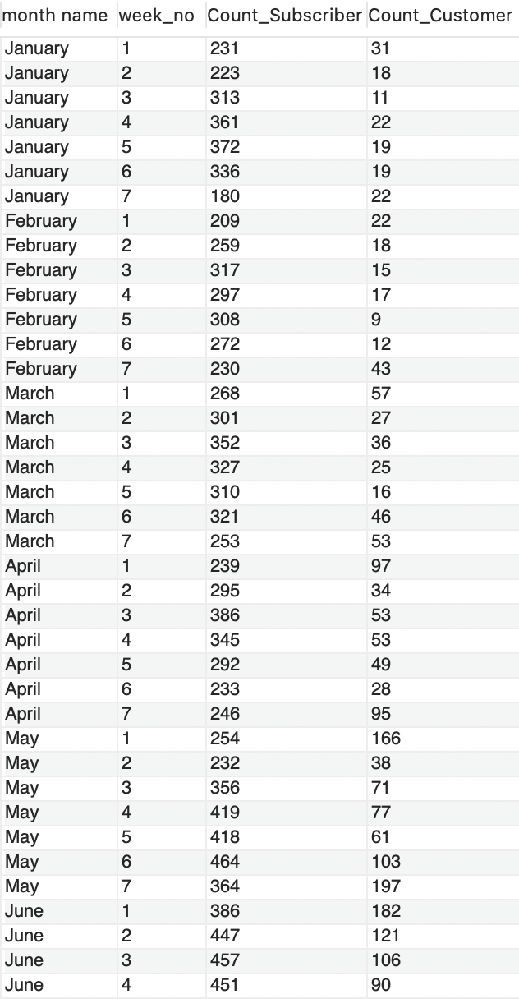 month name week_no Count_Subscriber Count_Customer
January 1 231 31
January 2 223 18
January 3 313 11
January 4 361 22
January 5 372 19
January 6 336 19
January 7 180 22
February 1 209 22
February 2 259 18
February 3 317 15
February 4 297 17
February 5 308 9
February 6 272 12
February 7 230 43
March 1 268 57
March 2 301 27
March 3 352 36
March 4 327 25
March 5 310 16
March 6 321 46
March 7 253 53
April 1 239 97
April 2 295 34
April 3 386 53
April 4 345 53
April 5 292 49
April 6 233 28
April 7 246 95
May 1 254 166
May 2 232 38
May 3 356 71
May 4 419 77
May 5 418 61
May 6 464 103
May 7 364 197
June 1 386 182
June 2 447 121
June 3 457 106
June 4 451 90